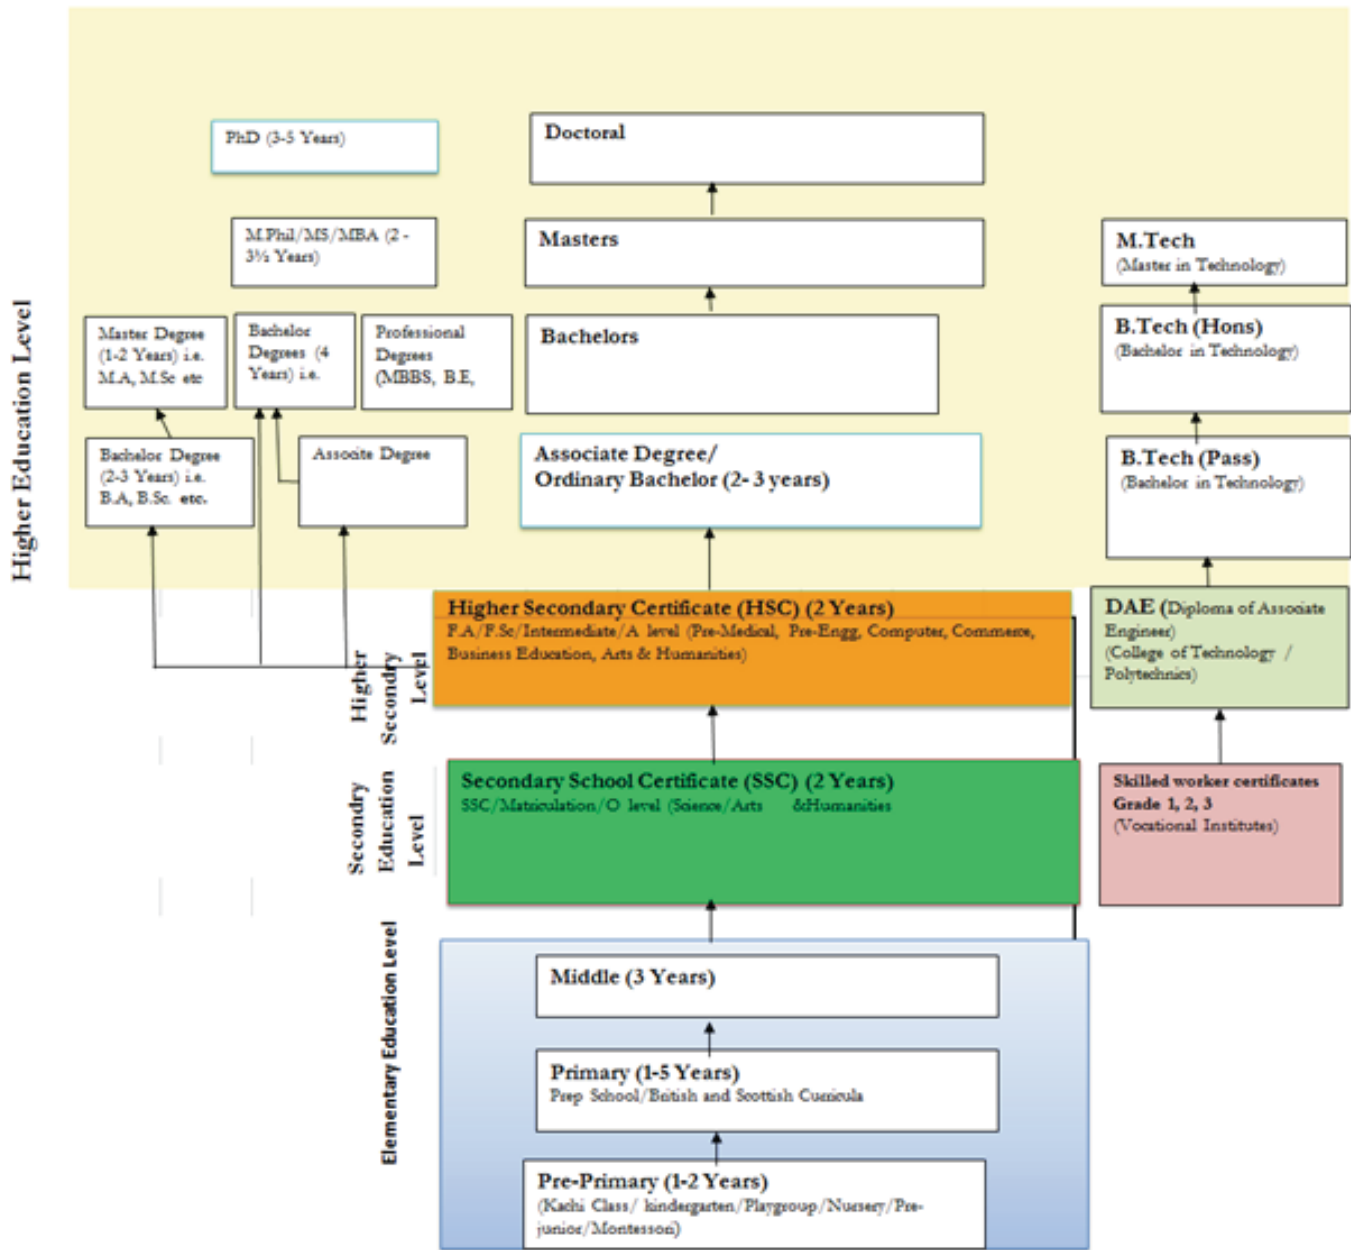 PhD (3-5 Years)
Doctoral
M.Phil/MS/MBA (2 -
3½ Years)
Masters
M.Tech
(Master in Technology)
Higher Education Level
Master Degree
(1-2 Years) i.e.
M.A, M.Sc etc
Bachelor
Degrees (4
Years) i.e.
Professional
Degrees
(MBBS, B.E,
Bachelors
B.Tech (Hons)
(Bachelor in Technology)
Bachelor Degree
(2-3 Years) i.e.
B.A, B.Sc. etc.
Associte Degree
Associate Degree/
Ordinary Bachelor (2- 3 years)
B.Tech (Pass)
(Bachelor in Technology)
Higher
Secondry
Level
Higher Secondary Certificate (HSC) (2 Years)
F.A/F.Sc/Intermediate/A level (Pre-Medical, Pre-Engg, Computer, Commerce,
Business Education, Arts & Humanities)
DAE (Diploma of Associate
Engineer)
(College of Technology /
Polytechnics)
Secondry
Education
Level
Secondary School Certificate (SSC) (2 Years)
SSC/Matriculation/O level (Science/Arts &Humanities
Skilled worker certificates
Grade 1, 2, 3
(Vocational Institutes)
Elementary Education Level
Middle (3 Years)
Primary (1-5 Years)
Prep School/British and Scottish Curricula
Pre-Primary (1-2 Years)
(Kachi Class/ kindergarten/Playgroup/Nursery/Pre-
junior/Montessori)